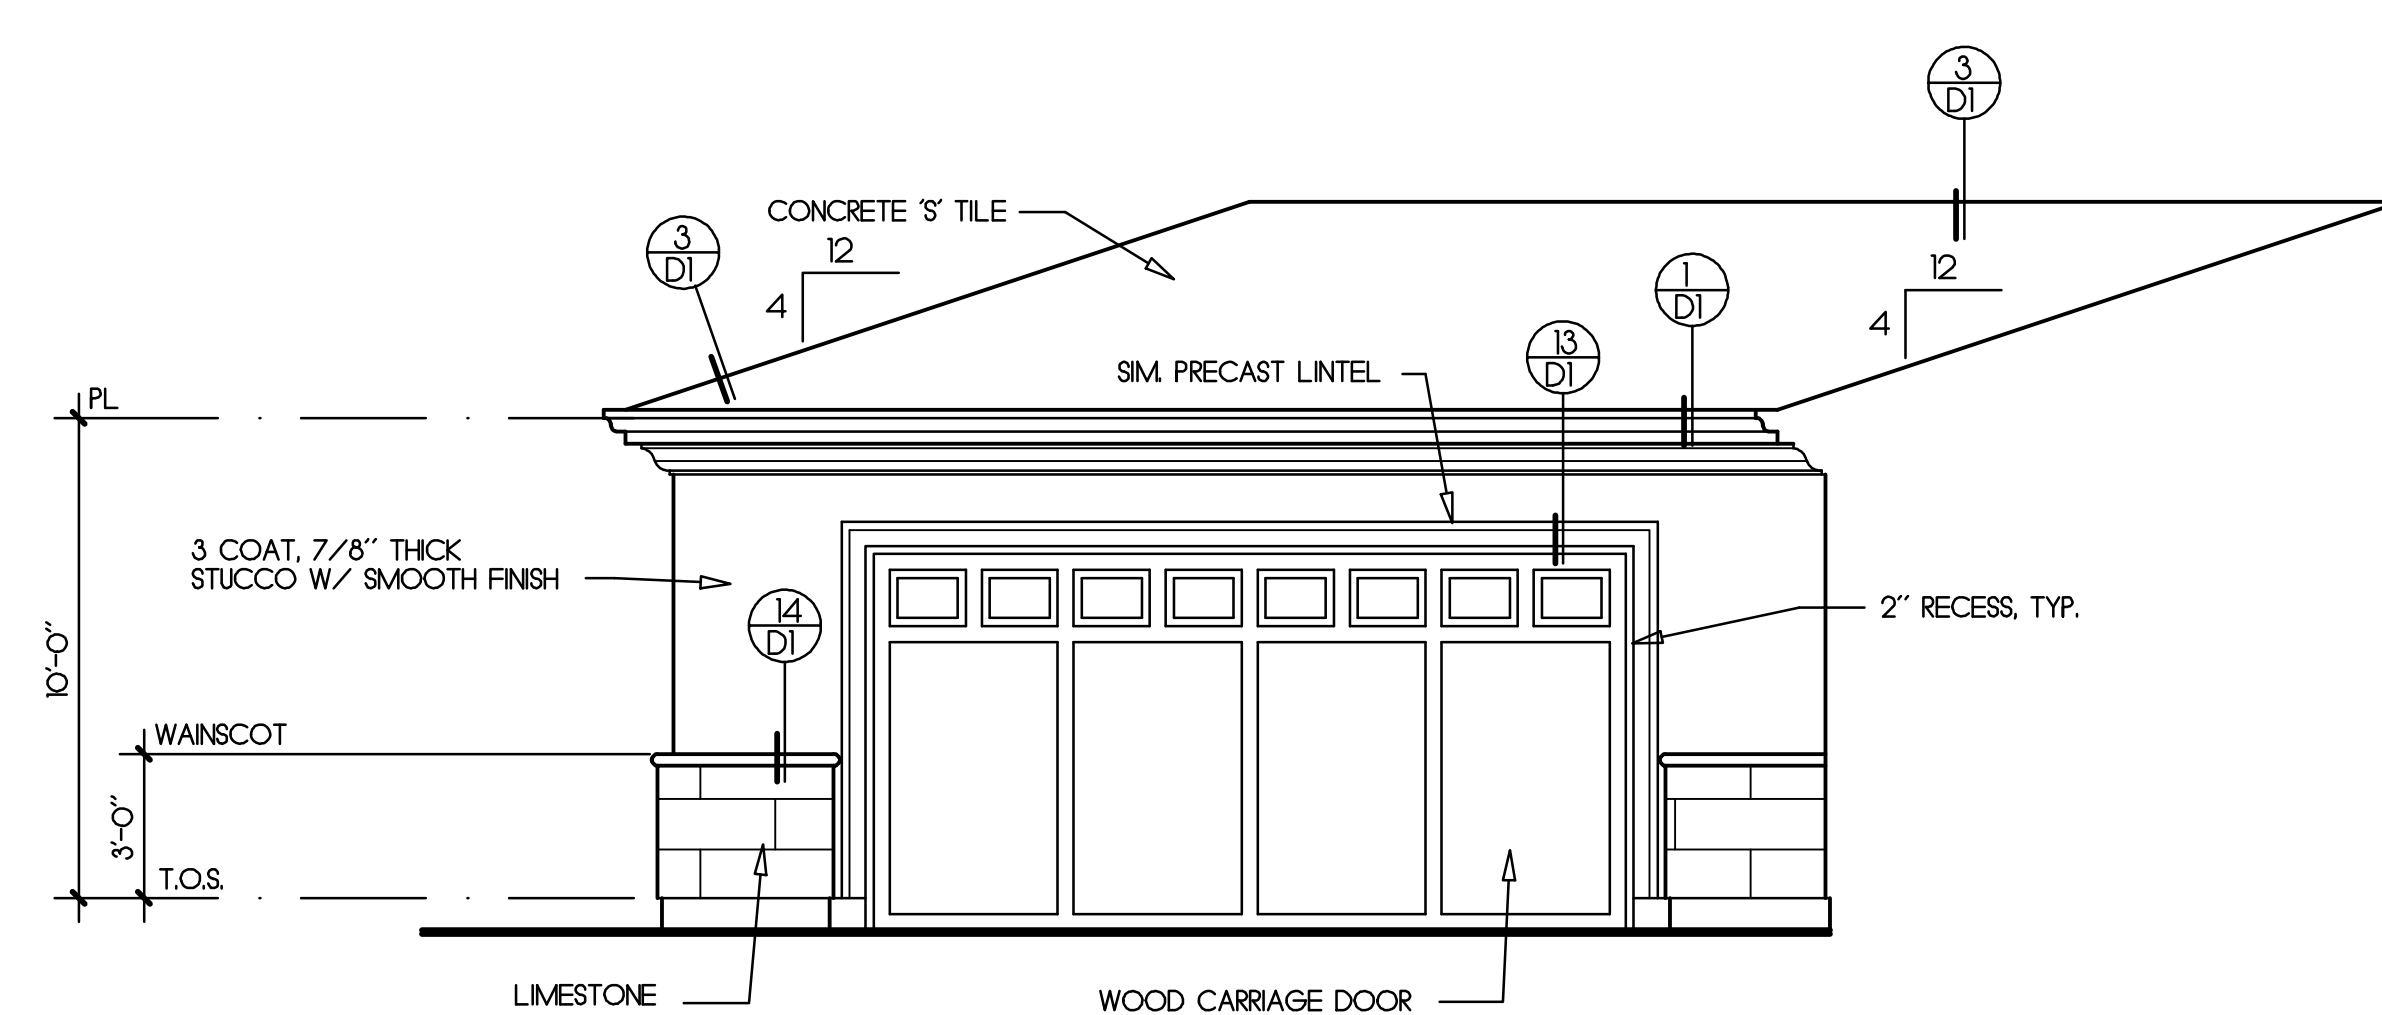 3
D1
CONCRETE 'S' TILE
3
D1
12
4
1
D1
12
4
13
D1
SIM. PRECAST LINTEL
PL
3 COAT, 7/8" THICK
STUCCO W/ SMOOTH FINISH
14
D1
2" RECESS, TYP.
10'-0"
WAINSCOT
3'-0"
T.O.S.
LIMESTONE
WOOD CARRIAGE DOOR